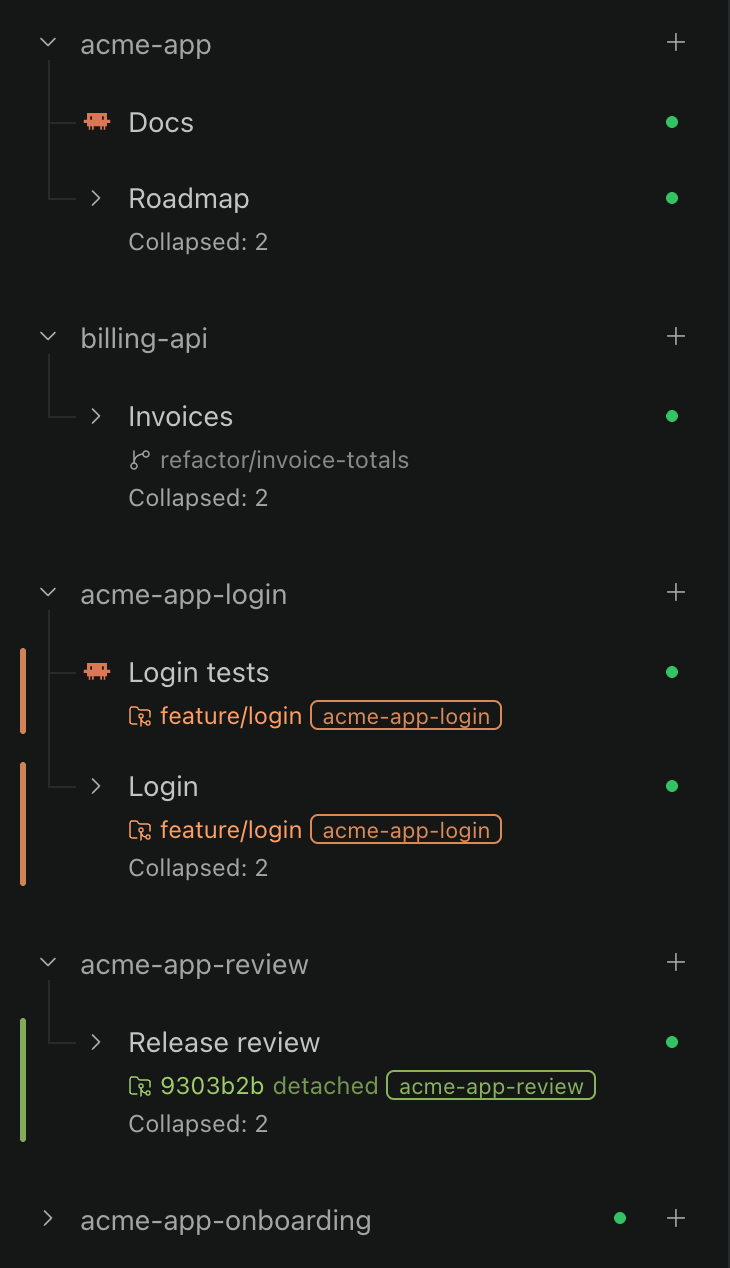 acme-app
Docs
Roadmap
Collapsed: 2
billing-api
Invoices
refactor/invoice-totals
Collapsed: 2
acme-app-login
Login tests
feature/login acme-app-login
Login
feature/login acme-app-login
Collapsed: 2
acme-app-review
Release review
9303b2b detached acme-app-review
Collapsed: 2
acme-app-onboarding